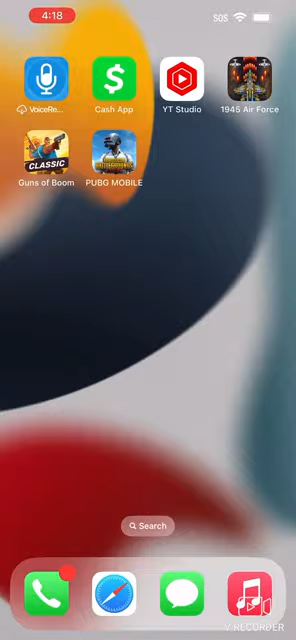 4:18
SOS
VoiceRe...
Cash App
YT Studio
1945 Air Force
CLASSIC
Guns of Boom
PUBG MOBILE
Search
V RECORDER